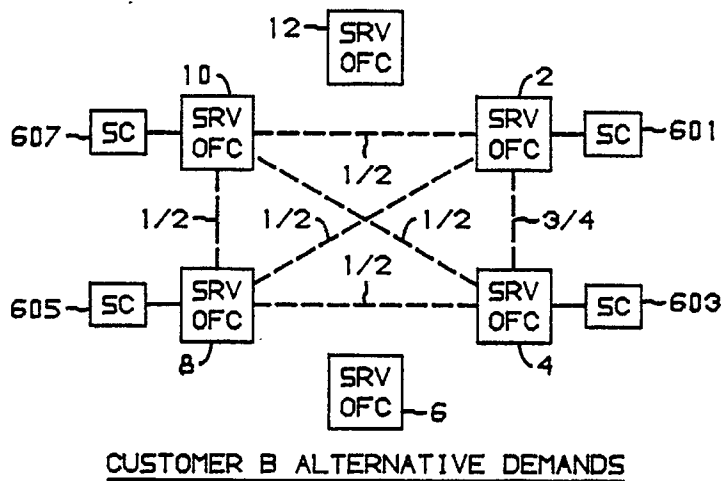 12
SRV
OFC
10
2
607
SC
SRV
OFC
SRV
OFC
SC
601
1/2
1/2
1/2
1/2
3/4
1/2
605
SC
SRV
OFC
SRV
OFC
SC
603
8
4
SRV
OFC
6
CUSTOMER B ALTERNATIVE DEMANDS